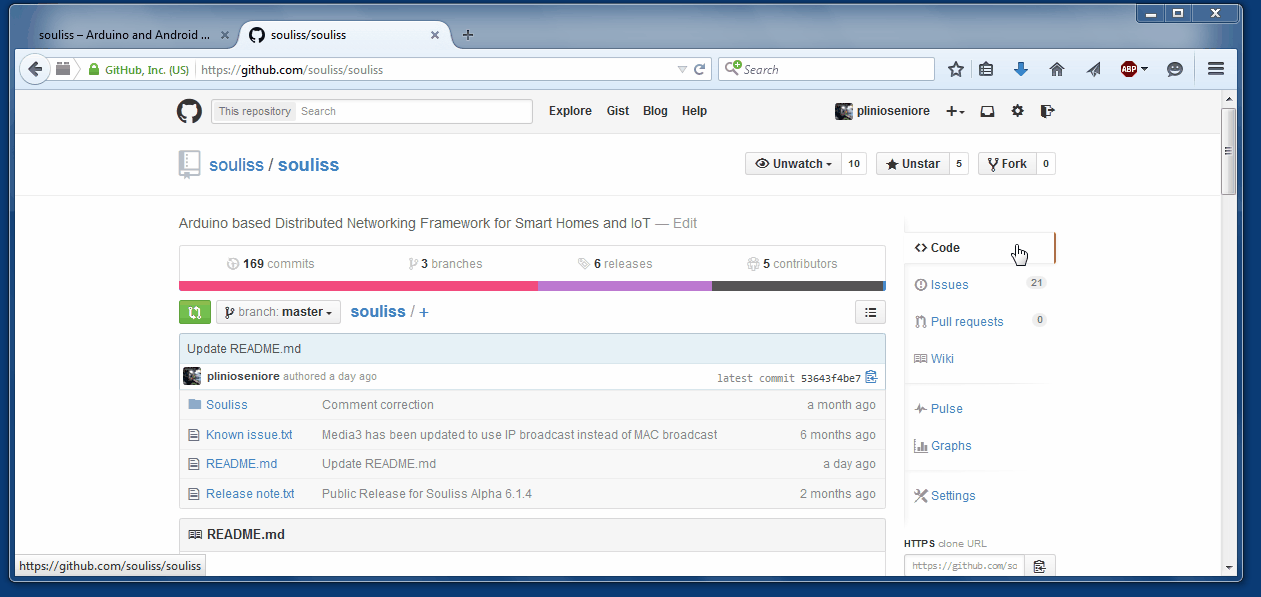 souliss – Arduino and Android ...
souliss/souliss
GitHub, Inc. (US) https://github.com/souliss/souliss
Search
ABP
This repository Search
Explore Gist Blog Help
plinioseniore
souliss / souliss
Unwatch 10
Unstar 5
Fork 0
Arduino based Distributed Networking Framework for Smart Homes and IoT — Edit
169 commits
3 branches
6 releases
5 contributors
branch: master
souliss / +
Update README.md
plinioseniore authored a day ago
latest commit 53643f4be7
Souliss Comment correction a month ago
Known issue.txt Media3 has been updated to use IP broadcast instead of MAC broadcast 6 months ago
README.md Update README.md a day ago
Release note.txt Public Release for Souliss Alpha 6.1.4 2 months ago
README.md
Code
Issues 21
Pull requests 0
Wiki
Pulse
Graphs
Settings
HTTPS clone URL
https://github.com/so
https://github.com/souliss/souliss